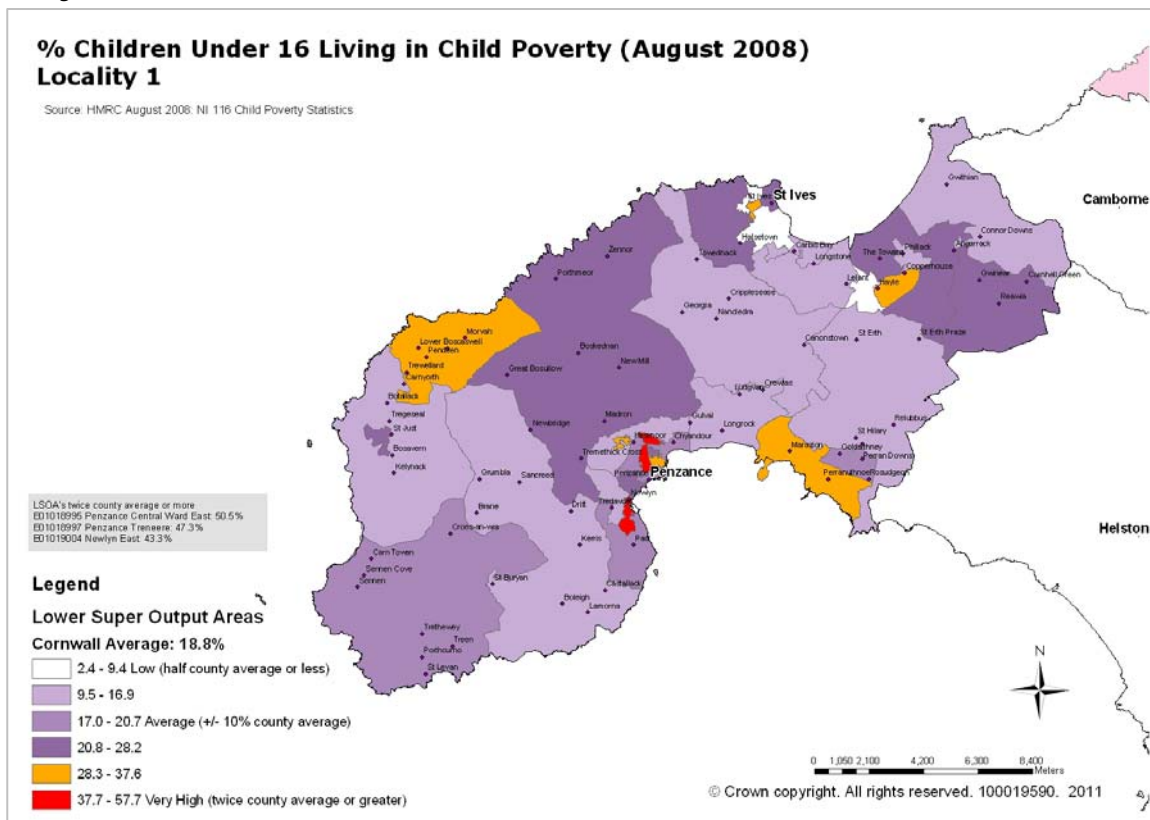 % Children Under 16 Living in Child Poverty (August 2008)
Locality 1
Source: HMRC August 2008: NI 116 Child Poverty Statistics
Gwithian
Camborne
St Ives
St Ives
Connor Downs
Halsetown
Carbis Bay
Phillack
Angarrack
The Towans
Zennor
Towednack
Longstone
Copperhouse
Porthmeor
Lelant
Hayle
Gwinear
Cripplesease
Reawla
Georgia
Nancledra
Morvah
Lower Boscaswell
Pendeen
St Erth
St Erth Praze
Canonstown
Boskednan
New Mill
Trewellard
Carnyorth
Great Bosullow
Ludgvan
Crowlas
Botallack
Tregeseal
St Just
Newbridge
Madron
Gulval
Longrock
Relubbus
Heamoor
Chyandour
St Hilary
Bosavern
Tremethick Cross
Marazion
Goldsithney
Perran Downs
Kelynack
Grumbla
Sancreed
Penzance
Penzance
Perranuthnoe
Rosudgeon
Newlyn
LSOA's twice county average or more
E01018995 Penzance Central Ward East: 50.5%
E01018997 Penzance Treneere: 47.3%
E01019004 Newlyn East: 43.3%
Brane
Drift
Tredavoe
Crows-an-wra
Kerris
Paul
Helston
Carn Towen
Sennen Cove
Sennen
St Buryan
Castallack
Boleigh
Lamorna
Trethewey
Treen
Porthcurno
St Levan
Legend
Lower Super Output Areas
Cornwall Average: 18.8%
2.4 - 9.4 Low (half county average or less)
9.5 - 16.9
17.0 - 20.7 Average (+/- 10% county average)
20.8 - 28.2
28.3 - 37.6
37.7 - 57.7 Very High (twice county average or greater)
N
0 1,050 2,100 4,200 6,300 8,400
Meters
© Crown copyright. All rights reserved. 100019590. 2011